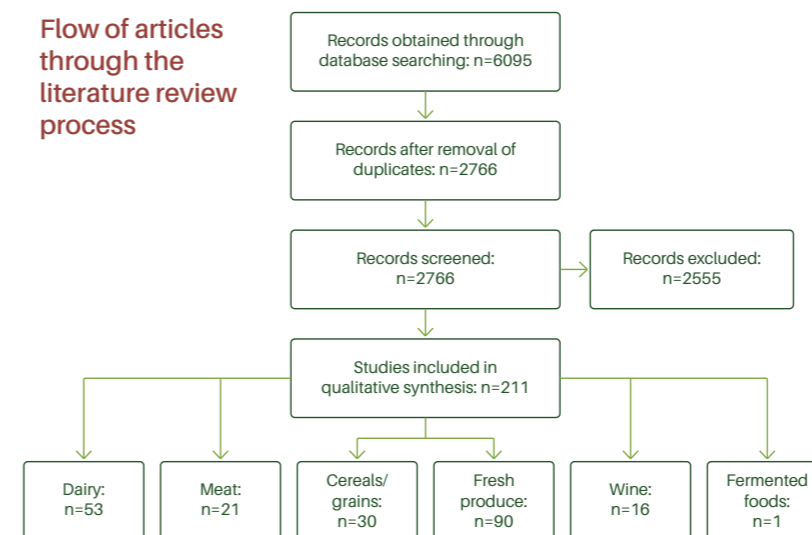 Flow of articles
through the
literature review
process
Records obtained through
database searching: n=6095
Records after removal of
duplicates: n=2766
Records screened:
n=2766
Records excluded:
n=2555
Studies included in
qualitative synthesis: n=211
Dairy:
n=53
Meat:
n=21
Cereals/
grains:
n=30
Fresh
produce:
n=90
Wine:
n=16
Fermented
foods:
n=1